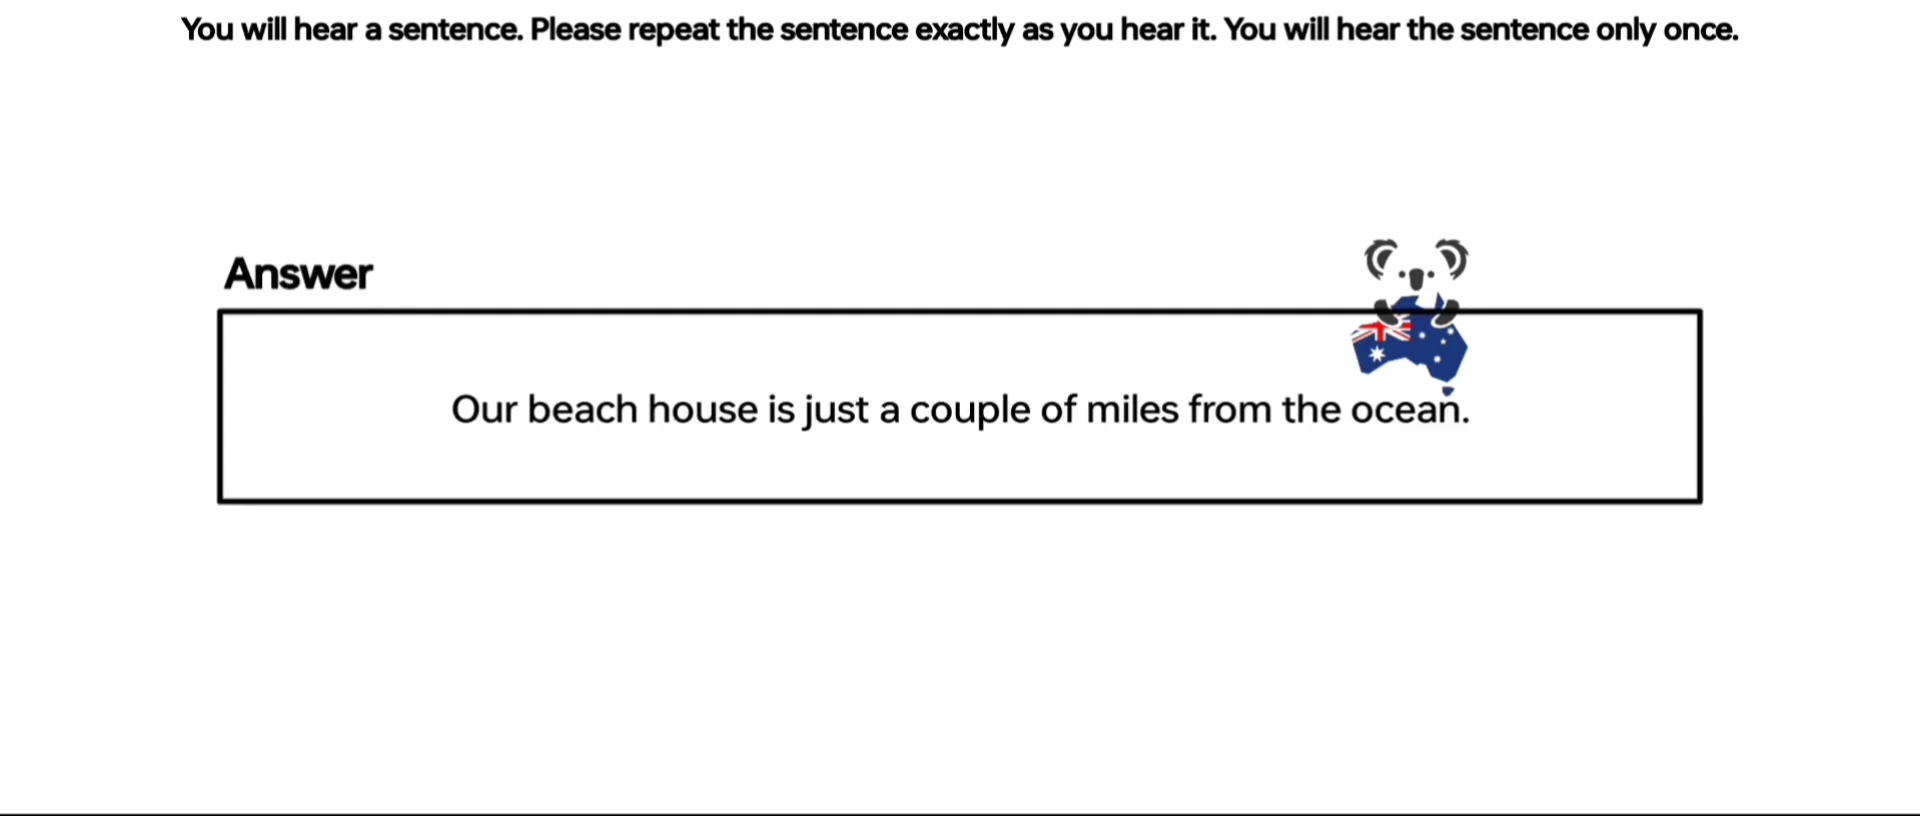 You will hear a sentence. Please repeat the sentence exactly as you hear it. You will hear the sentence only once.
Answer
Our beach house is just a couple of miles from the ocean.